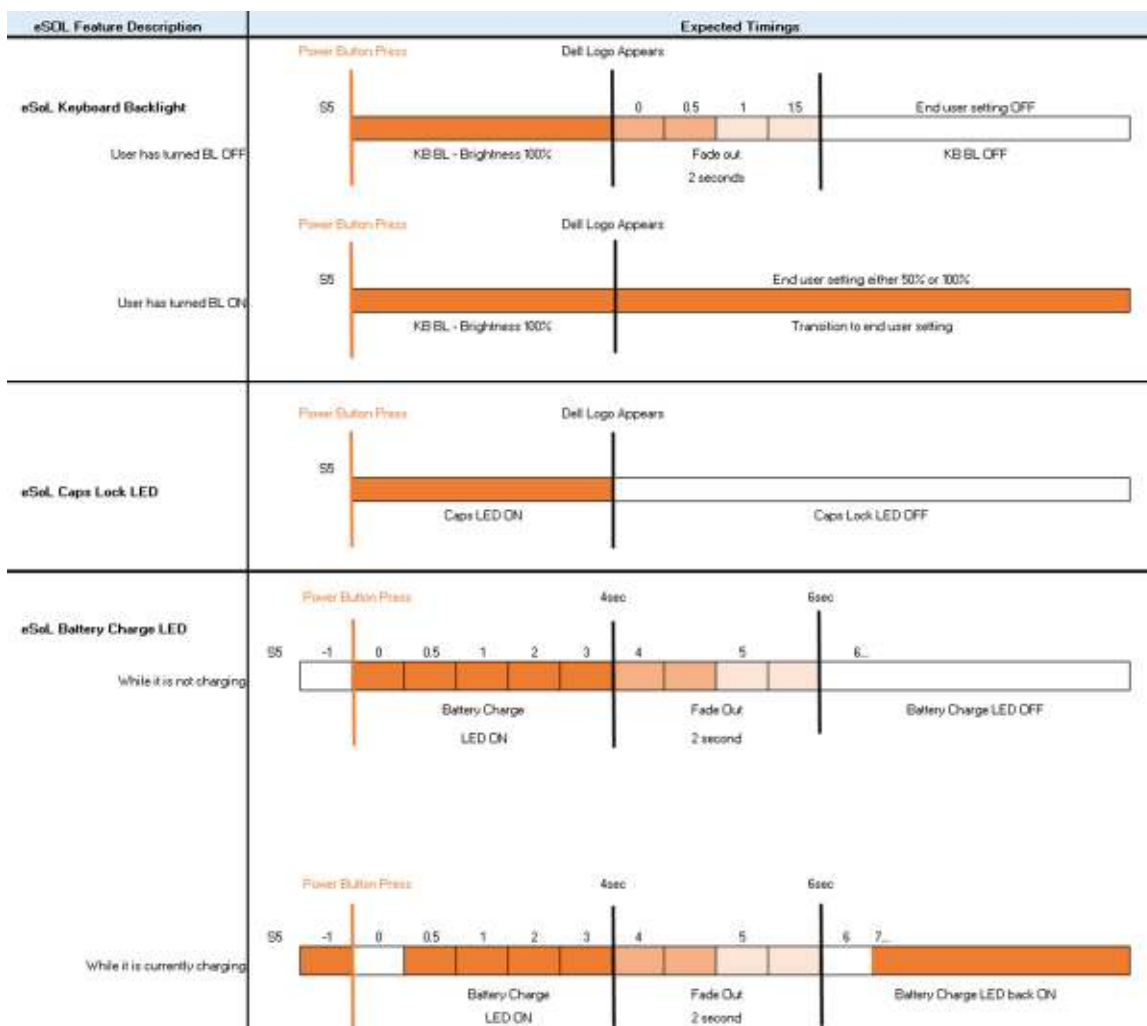 eSOL Feature Description Expected Timings
Power Button Press Dell Logo Appears
eSoL Keyboard Backlight S5 0 0.5 1 1.5 End user setting OFF
User has turned BL OFF KB BL - Brightness 100% Fade out KB BL OFF
2 seconds
Power Button Press Dell Logo Appears
S5 End user setting either 50% or 100%
User has turned BL ON KB BL - Brightness 100% Transition to end user setting
Power Button Press Dell Logo Appears
S5
eSoL Caps Lock LED
Caps LED ON Caps Lock LED OFF
Power Button Press 4sec 6sec
eSoL Battery Charge LED
S5 -1 0 0.5 1 2 3 4 5 6...
While it is not charging
Battery Charge Fade Out Battery Charge LED OFF
LED ON 2 second
Power Button Press 4sec 6sec
S5 -1 0 0.5 1 2 3 4 5 6 7...
While it is currently charging
Battery Charge Fade Out Battery Charge LED back ON
LED ON 2 second